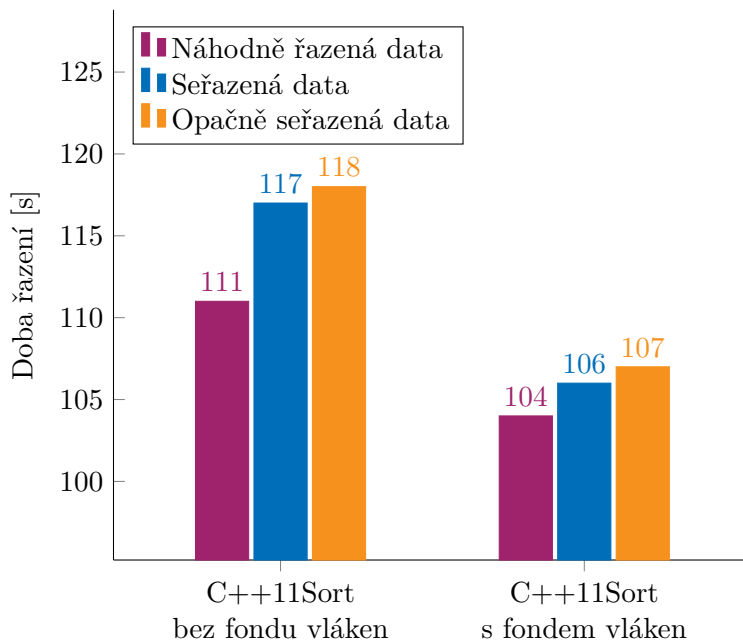 Doba řazení [s]
125
120
115
110
105
100
Náhodně řazená data
Seřazená data
Opačně seřazená data
111
117
118
104
106
107
C++11Sort
bez fondu vláken
C++11Sort
s fondem vláken